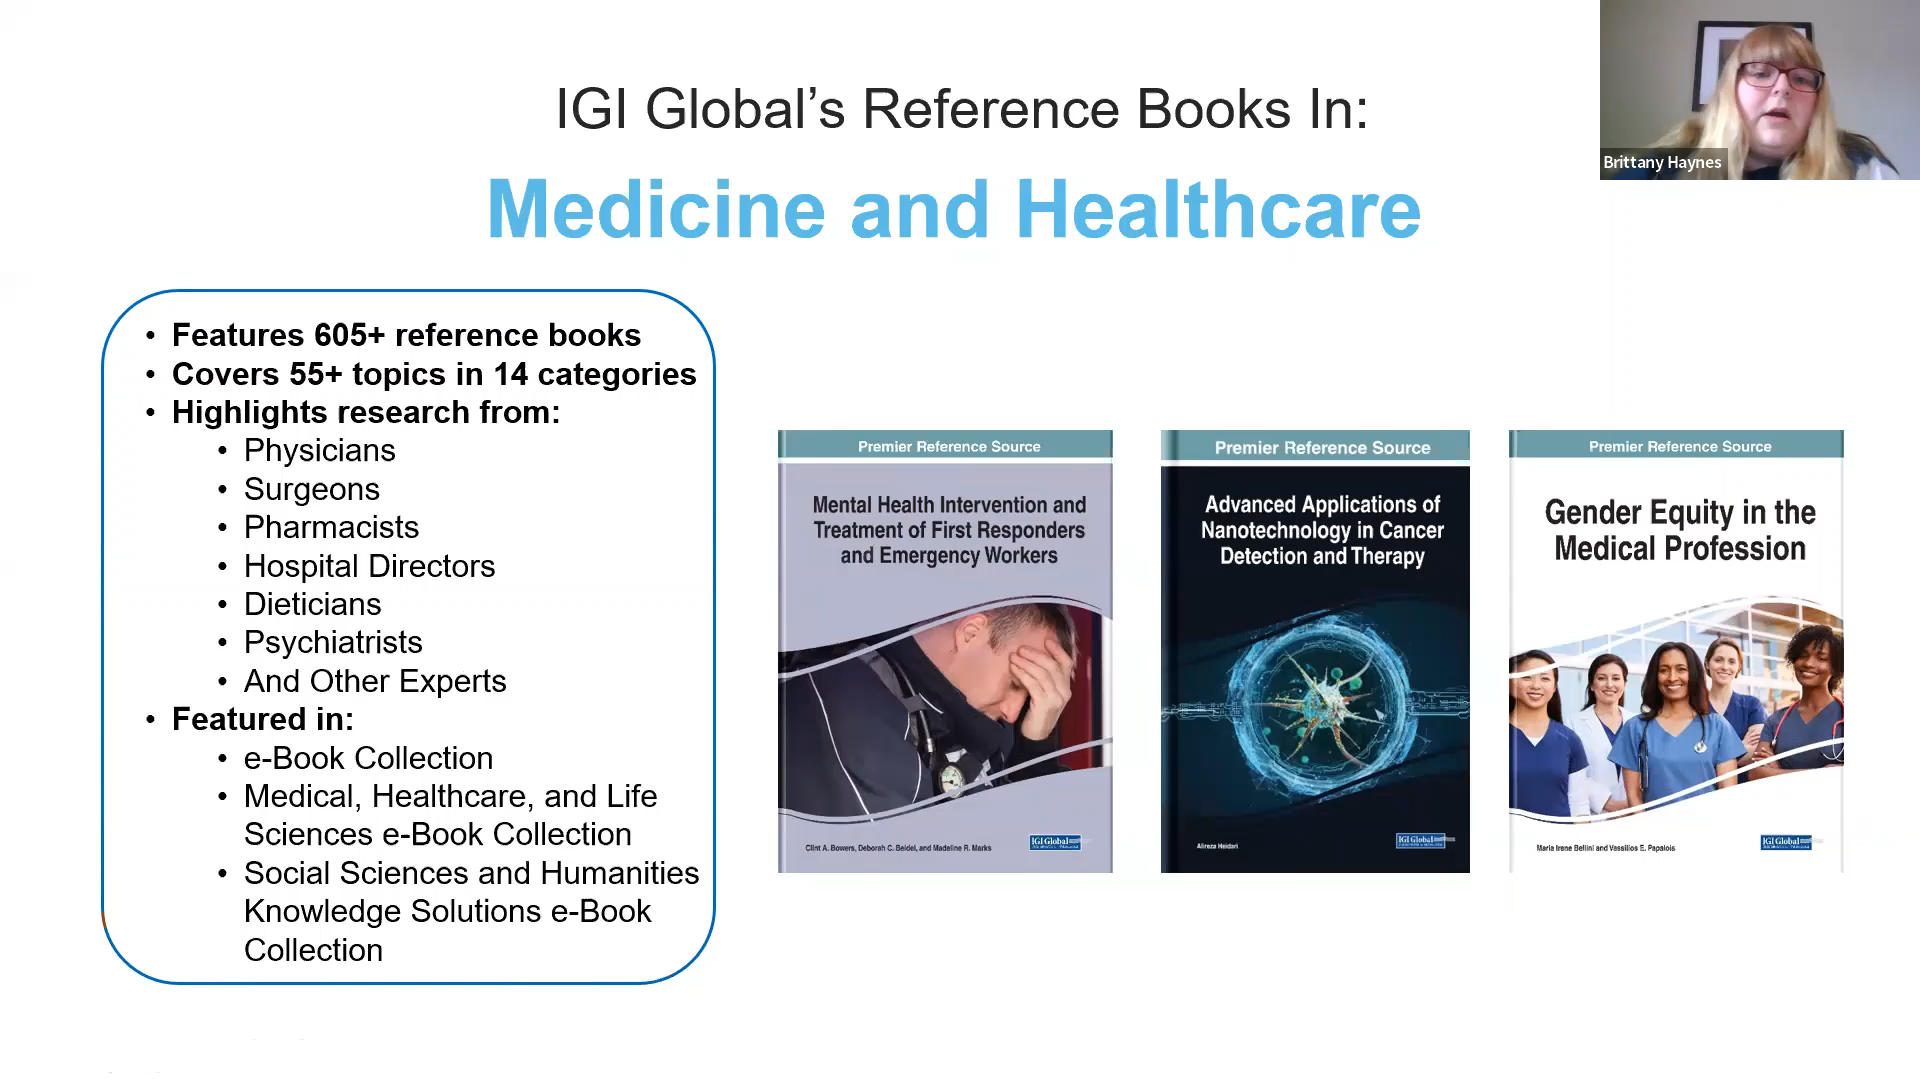 IGI Global’s Reference Books In:
Medicine and Healthcare
Brittany Haynes
• Features 605+ reference books
• Covers 55+ topics in 14 categories
• Highlights research from:
• Physicians
• Surgeons
• Pharmacists
• Hospital Directors
• Dieticians
• Psychiatrists
• And Other Experts
• Featured in:
• e-Book Collection
• Medical, Healthcare, and Life
Sciences e-Book Collection
• Social Sciences and Humanities
Knowledge Solutions e-Book
Collection
Premier Reference Source
Mental Health Intervention and
Treatment of First Responders
and Emergency Workers
Clint A. Bowers, Deborah C. Beidel, and Madeline R. Marks
IGI Global
Premier Reference Source
Advanced Applications of
Nanotechnology in Cancer
Detection and Therapy
Alireza Heidari
IGI Global
Premier Reference Source
Gender Equity in the
Medical Profession
Maria Irene Bellini and Vassilios E. Papalois
IGI Global